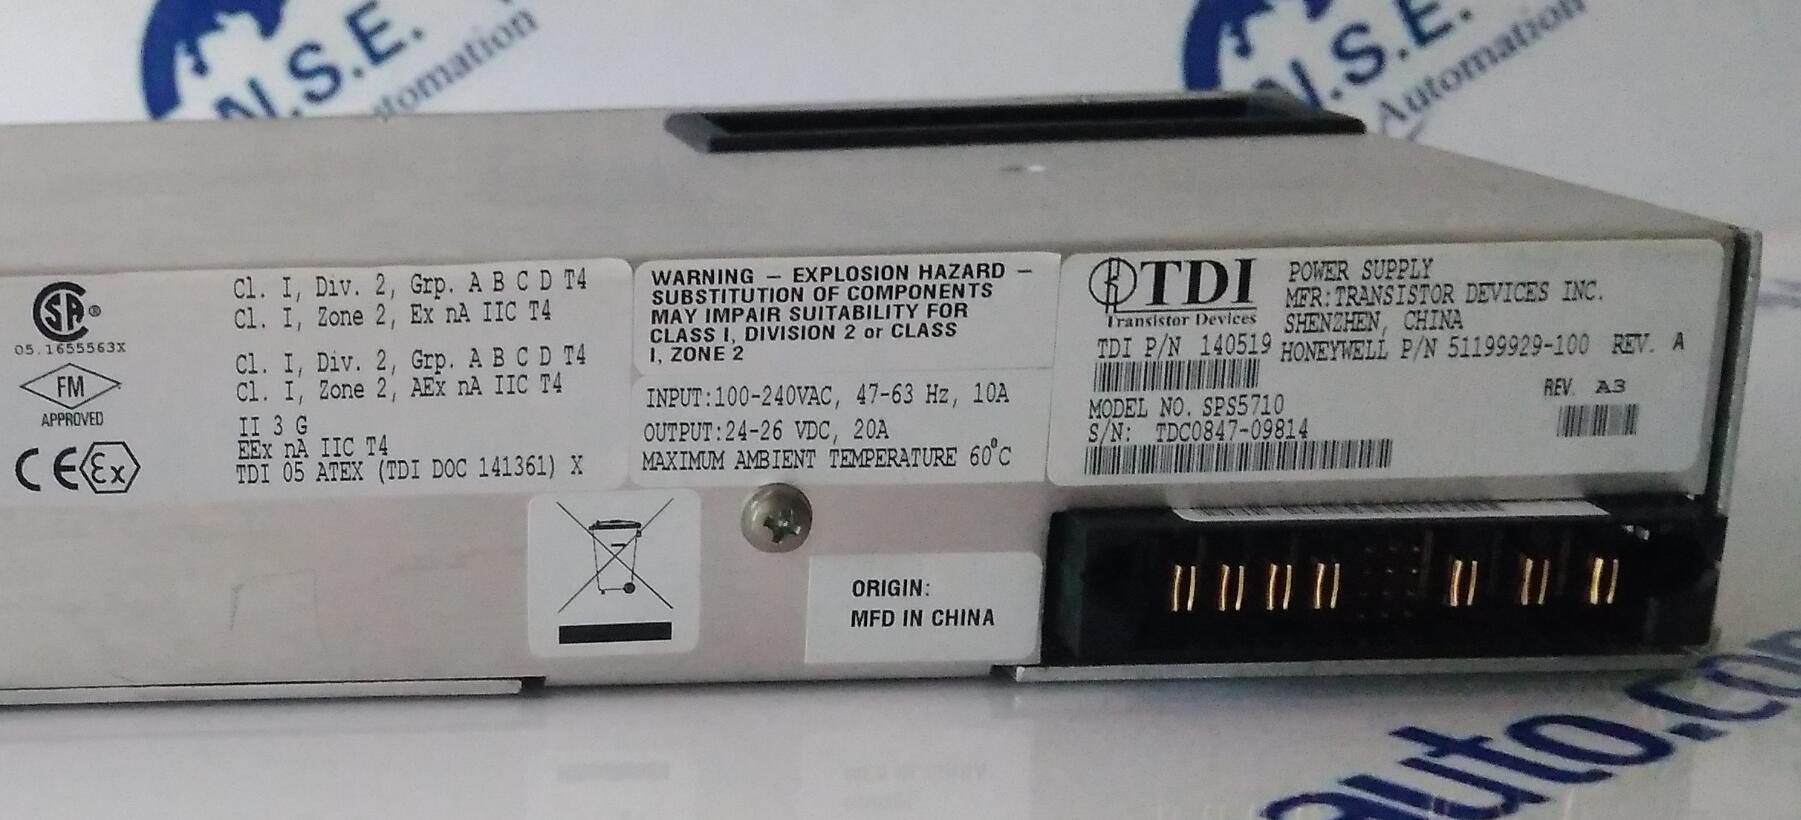 N.S.E.
Automation
N.S.E.
Automation
SA®
05.1655563X
FM
APPROVED
CE Ex
Cl. I, Div. 2, Grp. A B C D T4
Cl. I, Zone 2, Ex nA IIC T4
Cl. I, Div. 2, Grp. A B C D T4
Cl. I, Zone 2, AEx nA IIC T4
II 3 G
EEx nA IIC T4
TDI 05 ATEX (TDI DOC 141361) X
WARNING – EXPLOSION HAZARD –
SUBSTITUTION OF COMPONENTS
MAY IMPAIR SUITABILITY FOR
CLASS I, DIVISION 2 or CLASS
I, ZONE 2
INPUT:100-240VAC, 47-63 Hz, 10A
OUTPUT:24-26 VDC, 20A
MAXIMUM AMBIENT TEMPERATURE 60°C
TDI
Transistor Devices
POWER SUPPLY
MFR:TRANSISTOR DEVICES INC.
SHENZHEN, CHINA
TDI P/N 140519 HONEYWELL P/N 51199929-100 REV. A
REV. A3
MODEL NO. SPS5710
S/N: TDC0847-09814
ORIGIN:
MFD IN CHINA
auto.co